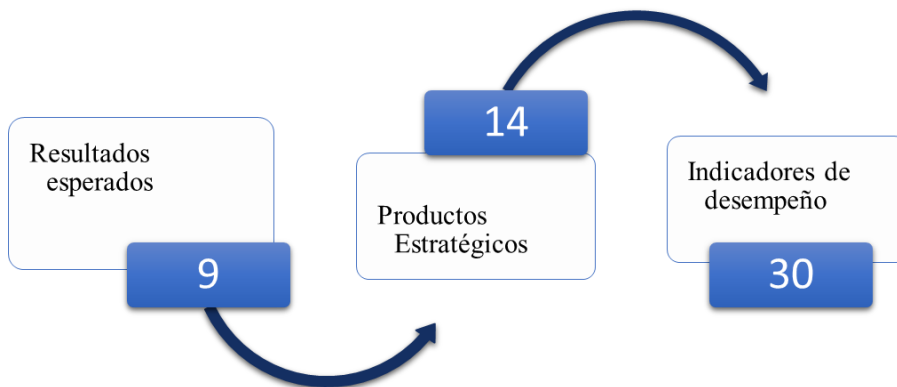 Resultados
esperados
9
14
Productos
Estratégicos
Indicadores de
desempeño
30